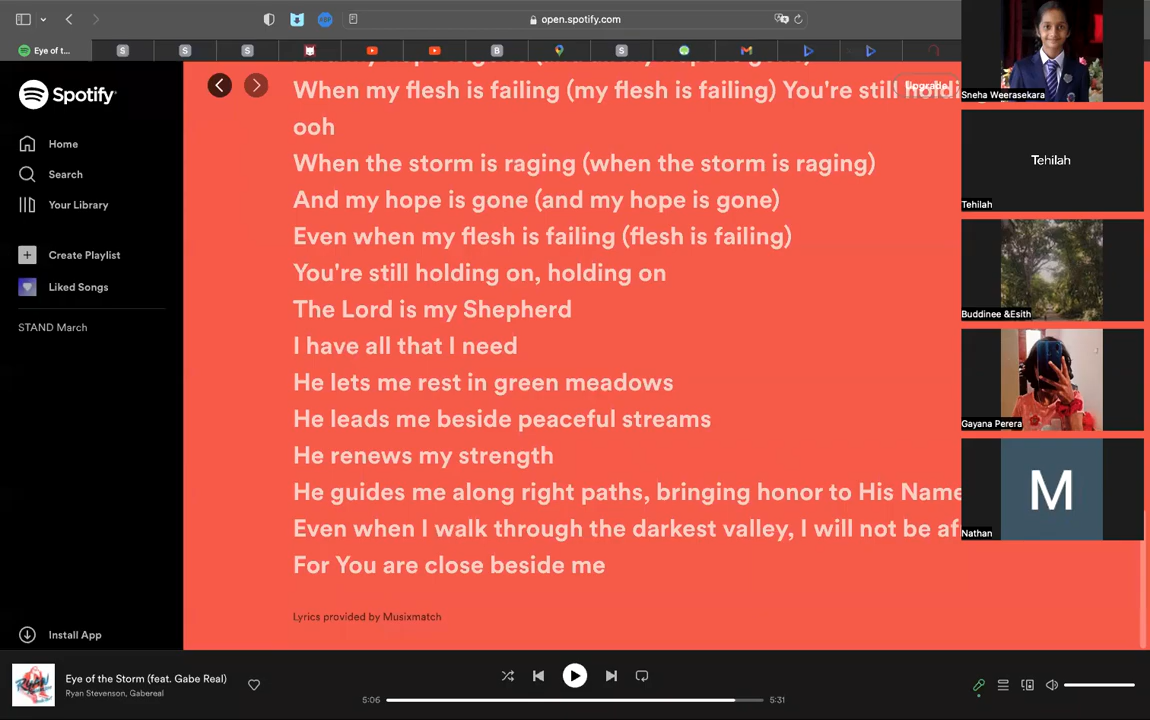 open.spotify.com
Eye of t...
Spotify
Home
Search
Your Library
Create Playlist
Liked Songs
STAND March
Install App
Upgrade
When my flesh is failing (my flesh is failing) You're still holding
ooh
When the storm is raging (when the storm is raging)
And my hope is gone (and my hope is gone)
Even when my flesh is failing (flesh is failing)
You're still holding on, holding on
The Lord is my Shepherd
I have all that I need
He lets me rest in green meadows
He leads me beside peaceful streams
He renews my strength
He guides me along right paths, bringing honor to His Name
Even when I walk through the darkest valley, I will not be af
For You are close beside me
Lyrics provided by Musixmatch
Sneha Weerasekara
Tehilah
Tehilah
Buddinee &Esith
Gayana Perera
M
Nathan
Eye of the Storm (feat. Gabe Real)
Ryan Stevenson, Gabereal
5:06
5:31